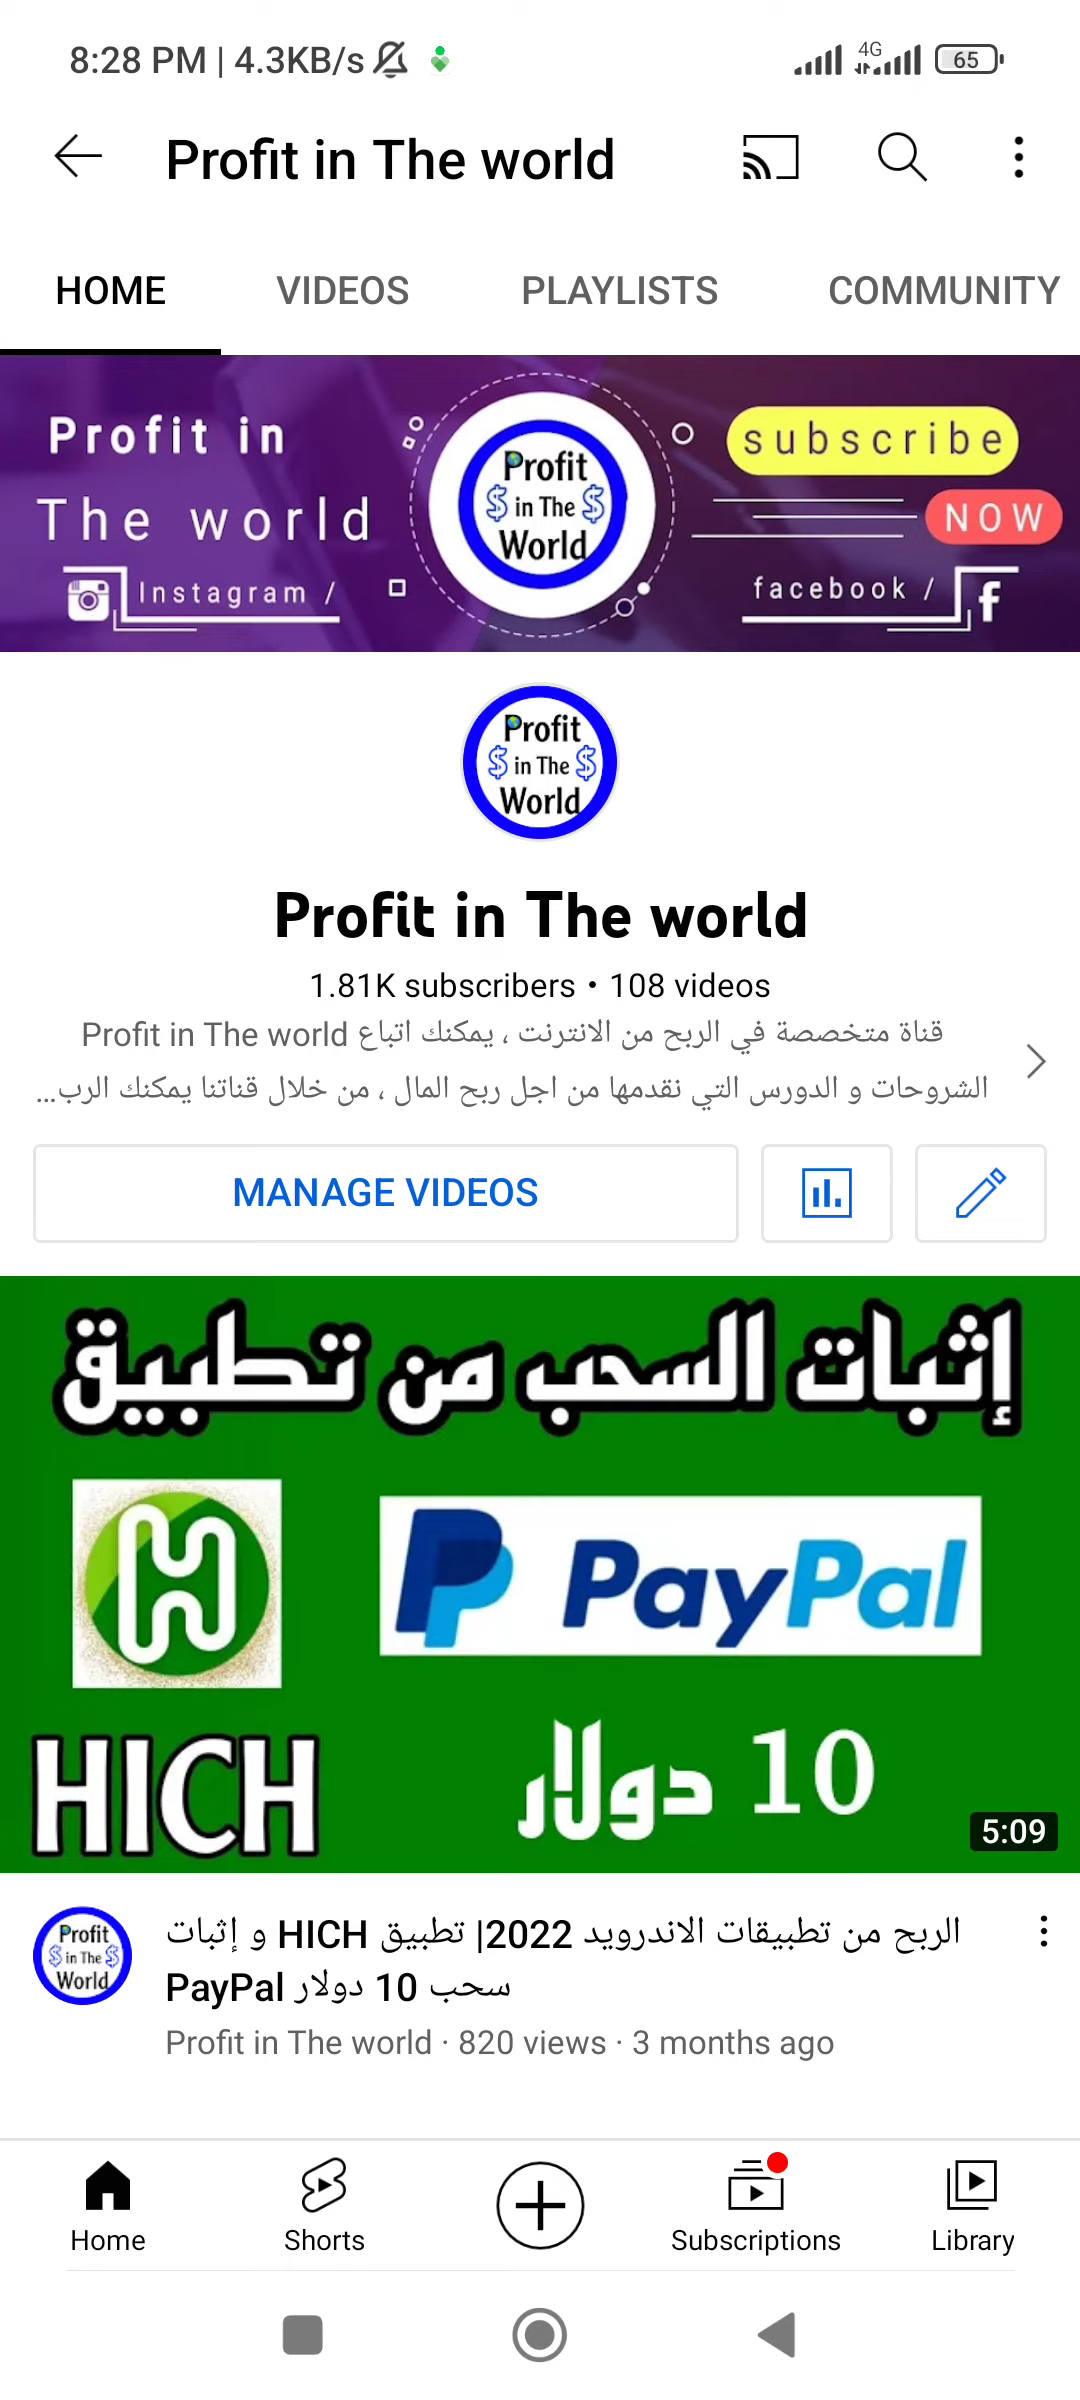 8:28 PM | 4.3KB/s
4G
65
Profit in The world
HOME
VIDEOS
PLAYLISTS
COMMUNITY
Profit in
The world
Instagram /
Profit
$ in The $
World
subscribe
NOW
facebook /
Profit
$ in The $
World
Profit in The world
1.81K subscribers • 108 videos
قناة متخصصة في الربح من الانترنت ، يمكنك اتباع Profit in The world
الشروحات و الدورس التي نقدمها من اجل ربح المال ، من خلال قناتنا يمكنك الرب...
MANAGE VIDEOS
إثبات السحب من تطبيق
PayPal
HICH
10 دولار
5:09
Profit
$ in The $
World
الربح من تطبيقات الاندرويد 2022| تطبيق HICH و إثبات
سحب 10 دولار PayPal
Profit in The world · 820 views · 3 months ago
Home
Shorts
Subscriptions
Library